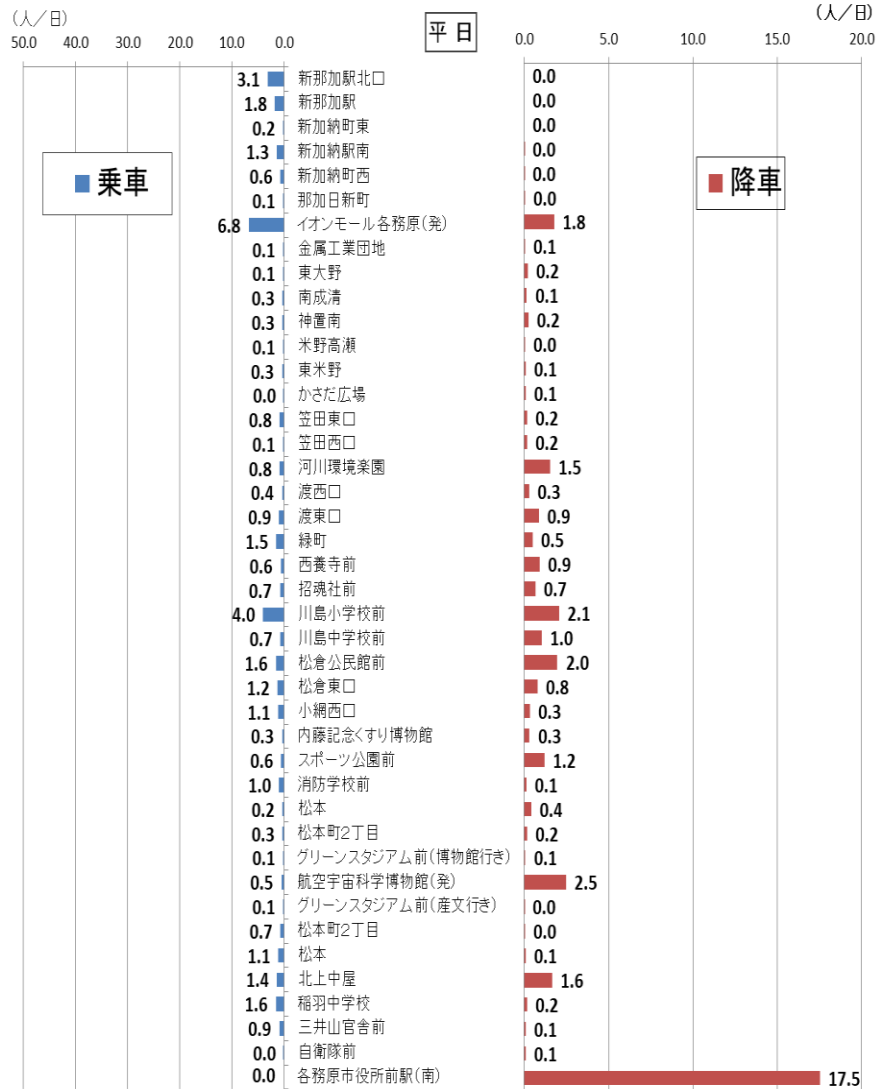 (人／日)
(人／日)
平日
50.0 40.0 30.0 20.0 10.0 0.0
0.0 5.0 10.0 15.0 20.0
乗車
降車
3.1 新那加駅北口 0.0
1.8 新那加駅 0.0
0.2 新加納町東 0.0
1.3 新加納駅南 0.0
0.6 新加納町西 0.0
0.1 那加日新町 0.0
6.8 イオンモール各務原(発) 1.8
0.1 金属工業団地 0.1
0.1 東大野 0.2
0.3 南成清 0.1
0.3 神置南 0.2
0.1 米野高瀬 0.0
0.3 東米野 0.1
0.0 かさだ広場 0.1
0.8 笠田東口 0.2
0.1 笠田西口 0.2
0.8 河川環境楽園 1.5
0.4 渡西口 0.3
0.9 渡東口 0.9
1.5 緑町 0.5
0.6 西養寺前 0.9
0.7 招魂社前 0.7
4.0 川島小学校前 2.1
0.7 川島中学校前 1.0
1.6 松倉公民館前 2.0
1.2 松倉東口 0.8
1.1 小網西口 0.3
0.3 内藤記念くすり博物館 0.3
0.6 スポーツ公園前 1.2
1.0 消防学校前 0.1
0.2 松本 0.4
0.3 松本町2丁目 0.2
0.1 グリーンスタジアム前(博物館行き) 0.1
0.5 航空宇宙科学博物館(発) 2.5
0.1 グリーンスタジアム前(産文行き) 0.0
0.7 松本町2丁目 0.0
1.1 松本 0.1
1.4 北上中屋 1.6
1.6 稲羽中学校 0.2
0.9 三井山官舎前 0.1
0.0 自衛隊前 0.1
0.0 各務原市役所前駅(南) 17.5